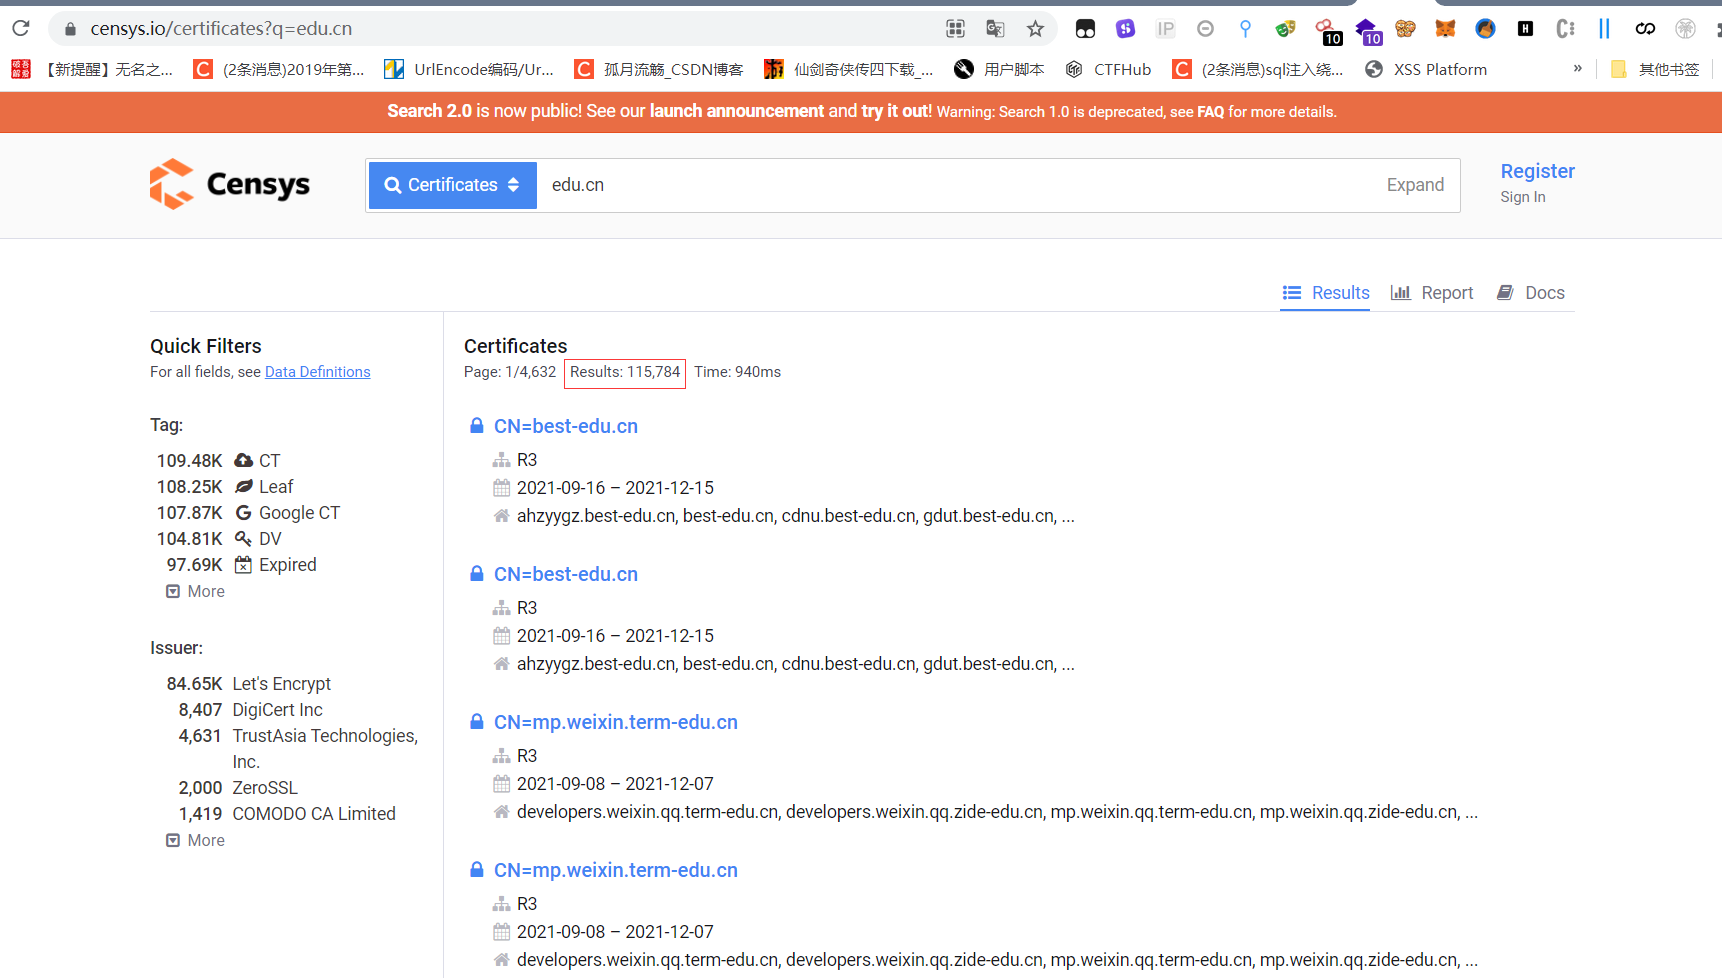 censys.io/certificates?q=edu.cn
IP
10
10
【新提醒】无名之...
(2条消息)2019年第...
UrlEncode编码/Ur...
孤月流觞_CSDN博客
仙剑奇侠传四下载_...
用户脚本
CTFHub
(2条消息)sql注入绕...
XSS Platform
»
其他书签
Search 2.0 is now public! See our launch announcement and try it out! Warning: Search 1.0 is deprecated, see FAQ for more details.
Censys
Certificates
edu.cn
Expand
Register
Sign In
Results
Report
Docs
Quick Filters
For all fields, see Data Definitions
Tag:
109.48K CT
108.25K Leaf
107.87K Google CT
104.81K DV
97.69K Expired
More
Issuer:
84.65K Let's Encrypt
8,407 DigiCert Inc
4,631 TrustAsia Technologies,
Inc.
2,000 ZeroSSL
1,419 COMODO CA Limited
More
Certificates
Page: 1/4,632 Results: 115,784 Time: 940ms
CN=best-edu.cn
R3
2021-09-16 – 2021-12-15
ahzyygz.best-edu.cn, best-edu.cn, cdnu.best-edu.cn, gdut.best-edu.cn, ...
CN=best-edu.cn
R3
2021-09-16 – 2021-12-15
ahzyygz.best-edu.cn, best-edu.cn, cdnu.best-edu.cn, gdut.best-edu.cn, ...
CN=mp.weixin.term-edu.cn
R3
2021-09-08 – 2021-12-07
developers.weixin.qq.term-edu.cn, developers.weixin.qq.zide-edu.cn, mp.weixin.qq.term-edu.cn, mp.weixin.qq.zide-edu.cn, ...
CN=mp.weixin.term-edu.cn
R3
2021-09-08 – 2021-12-07
developers.weixin.qq.term-edu.cn, developers.weixin.qq.zide-edu.cn, mp.weixin.qq.term-edu.cn, mp.weixin.qq.zide-edu.cn, ...